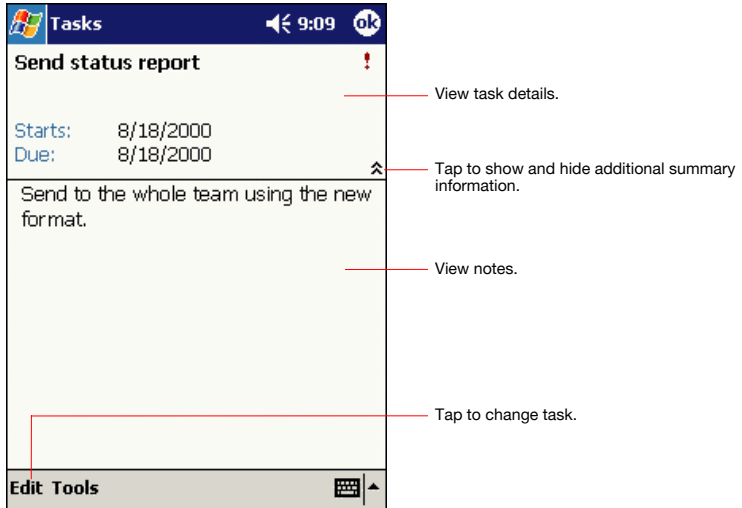 Tasks 9:09 ok
Send status report !
View task details.
Starts: 8/18/2000
Due: 8/18/2000
Tap to show and hide additional summary
information.
Send to the whole team using the new
format.
View notes.
Tap to change task.
Edit Tools